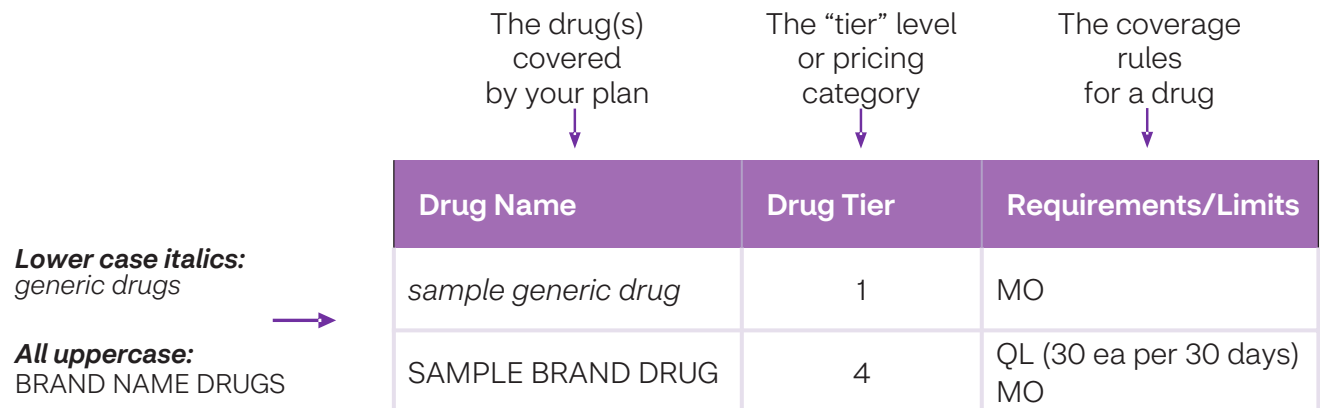 The drug(s)
covered
by your plan
The “tier” level
or pricing
category
The coverage
rules
for a drug
Drug Name
Drug Tier
Requirements/Limits
Lower case italics:
generic drugs
sample generic drug
1
MO
All uppercase:
BRAND NAME DRUGS
SAMPLE BRAND DRUG
4
QL (30 ea per 30 days)
MO